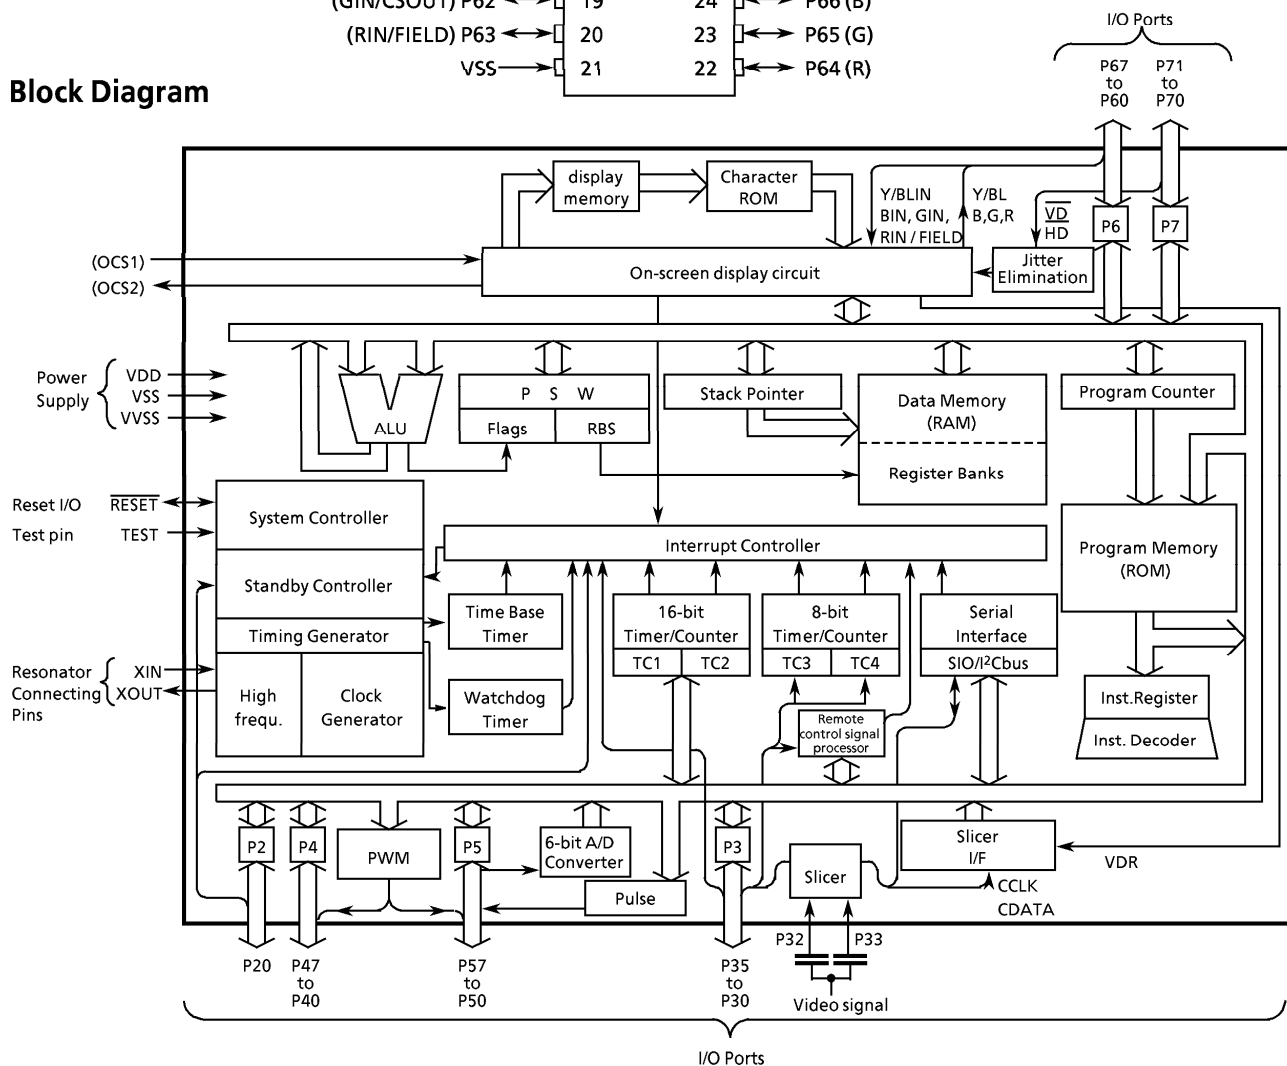 (GIN/CSOUT) P62 19 24 P66 (B)
(RIN/FIELD) P63 20 23 P65 (G)
VSS 21 22 P64 (R)
Block Diagram
I/O Ports
P67 to P60
P71 to P70
display memory
Character ROM
Y/BLIN
BIN, GIN,
RIN / FIELD
Y/BL
B,G,R
VD
HD
P6
P7
(OCS1)
(OCS2)
On-screen display circuit
Jitter
Elimination
Power
Supply
VDD
VSS
VVSS
ALU
P S W
Flags
RBS
Stack Pointer
Data Memory
(RAM)
Register Banks
Program Counter
Reset I/O RESET
Test pin TEST
System Controller
Interrupt Controller
Program Memory
(ROM)
Standby Controller
Time Base
Timer
16-bit
Timer/Counter
TC1 TC2
8-bit
Timer/Counter
TC3 TC4
Serial
Interface
SIO/I²Cbus
Timing Generator
Resonator
Connecting
Pins
XIN
XOUT
High
frequ.
Clock
Generator
Watchdog
Timer
Remote
control signal
processor
Inst.Register
Inst. Decoder
P2
P4
PWM
P5
6-bit A/D
Converter
P3
Slicer
I/F
VDR
Pulse
Slicer
CCLK
CDATA
P32
P33
P20
P47
to
P40
P57
to
P50
P35
to
P30
Video signal
I/O Ports